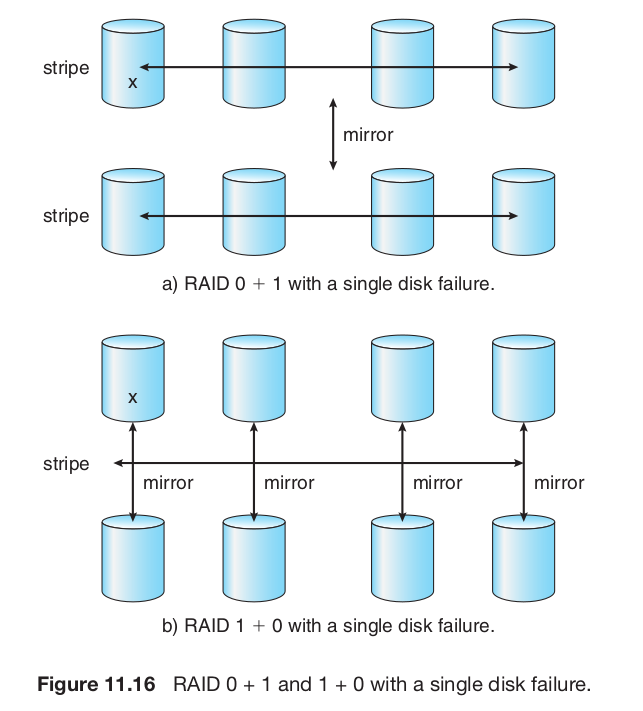 stripe
x
mirror
stripe
a) RAID 0 + 1 with a single disk failure.
x
stripe
mirror mirror mirror mirror
b) RAID 1 + 0 with a single disk failure.
Figure 11.16 RAID 0 + 1 and 1 + 0 with a single disk failure.